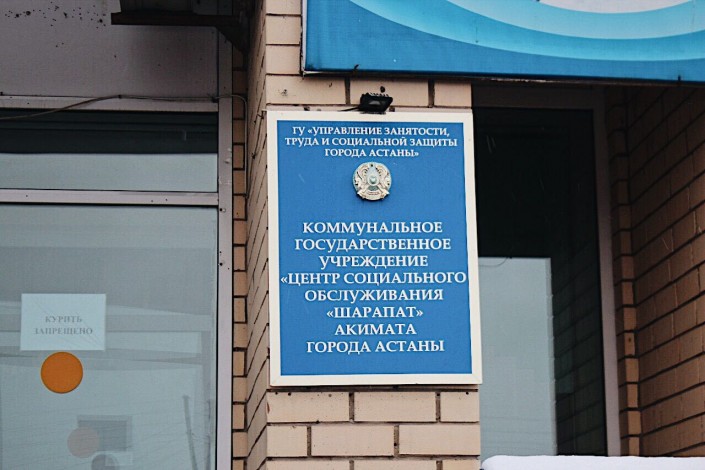 ГУ «УПРАВЛЕНИЕ ЗАНЯТОСТИ,
ТРУДА И СОЦИАЛЬНОЙ ЗАЩИТЫ
ГОРОДА АСТАНЫ»
КОММУНАЛЬНОЕ
ГОСУДАРСТВЕННОЕ
УЧРЕЖДЕНИЕ
«ЦЕНТР СОЦИАЛЬНОГО
ОБСЛУЖИВАНИЯ
«ШАРАПАТ»
АКИМАТА
ГОРОДА АСТАНЫ
КУРИТЬ
ЗАПРЕЩЕНО